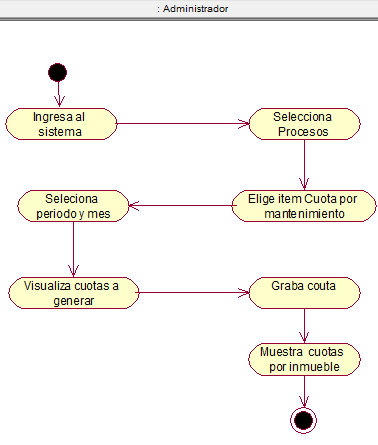 : Administrador
Ingresa al
sistema
Selecciona
Procesos
Elige item Cuota por
mantenimiento
Seleciona
periodo y mes
Visualiza cuotas a
generar
Graba couta
Muestra cuotas
por inmueble